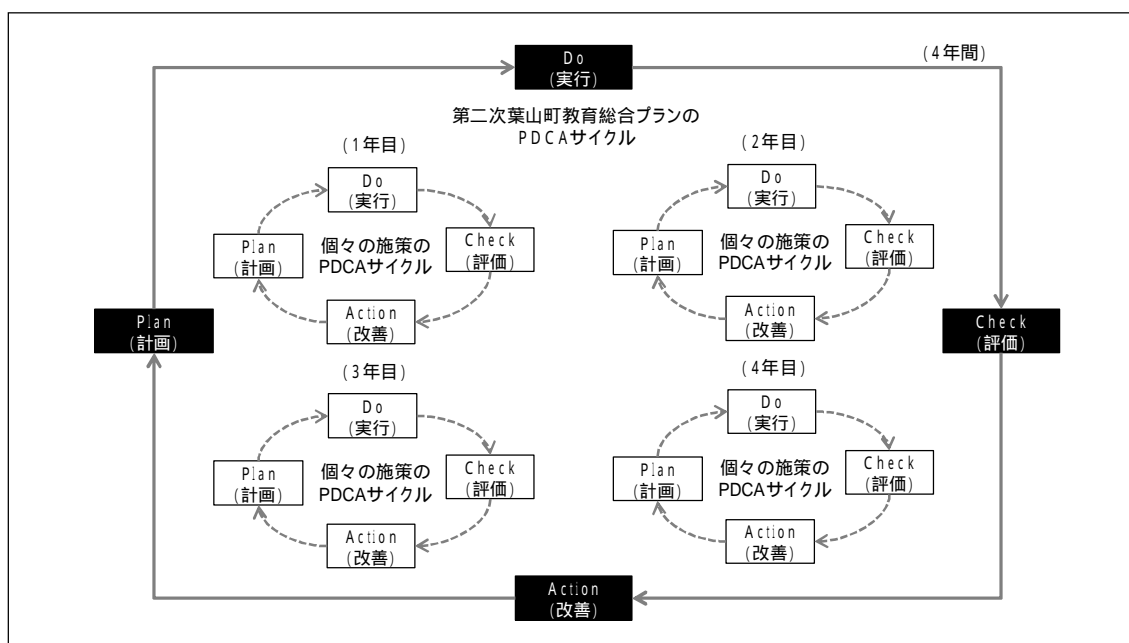 Do
(実行)
(4年間)
第二次葉山町教育総合プランの
PDCAサイクル
(1年目)
Do
(実行)
Plan
(計画)
個々の施策の
PDCAサイクル
Check
(評価)
Action
(改善)
(2年目)
Do
(実行)
Plan
(計画)
個々の施策の
PDCAサイクル
Check
(評価)
Action
(改善)
Plan
(計画)
Check
(評価)
(3年目)
Do
(実行)
Plan
(計画)
個々の施策の
PDCAサイクル
Check
(評価)
Action
(改善)
(4年目)
Do
(実行)
Plan
(計画)
個々の施策の
PDCAサイクル
Check
(評価)
Action
(改善)
Action
(改善)